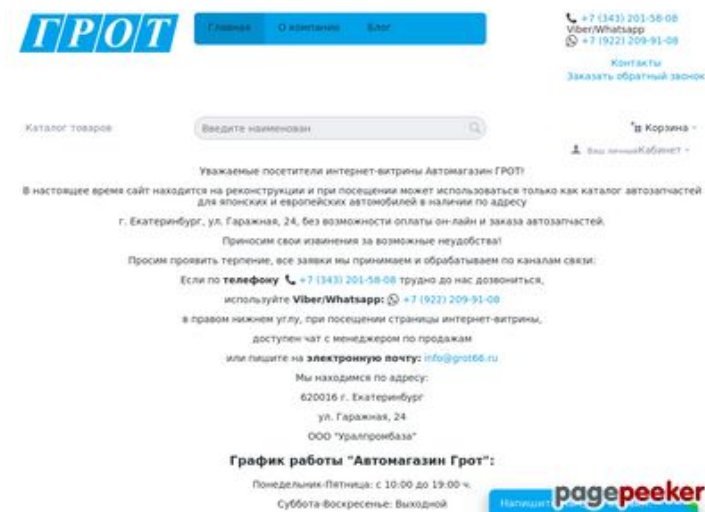 ГРОТ
Главная О компании Блог
+7 (343) 201-58-08
Viber/Whatsapp
+7 (922) 209-91-08
Контакты
Заказать обратный звонок
Каталог товаров
Введите наименован
Корзина
Ваш личный Кабинет
Уважаемые посетители интернет-витрины Автомагазин ГРОТ!
В настоящее время сайт находится на реконструкции и при посещении может использоваться только как каталог автозапчастей
для японских и европейских автомобилей в наличии по адресу
г. Екатеринбург, ул. Гаражная, 24, без возможности оплаты он-лайн и заказа автозапчастей.
Приносим свои извинения за возможные неудобства!
Просим проявить терпение, все заявки мы принимаем и обрабатываем по каналам связи:
Если по телефону +7 (343) 201-58-08 трудно до нас дозвониться,
используйте Viber/Whatsapp: +7 (922) 209-91-08
в правом нижнем углу, при посещении страницы интернет-витрины,
доступен чат с менеджером по продажам
или пишите на электронную почту: info@grot66.ru
Мы находимся по адресу:
620016 г. Екатеринбург
ул. Гаражная, 24
ООО "Уралпромбаза"
График работы "Автомагазин Грот":
Понедельник-Пятница: с 10:00 до 19:00 ч.
Суббота-Воскресенье: Выходной
pagepeeker